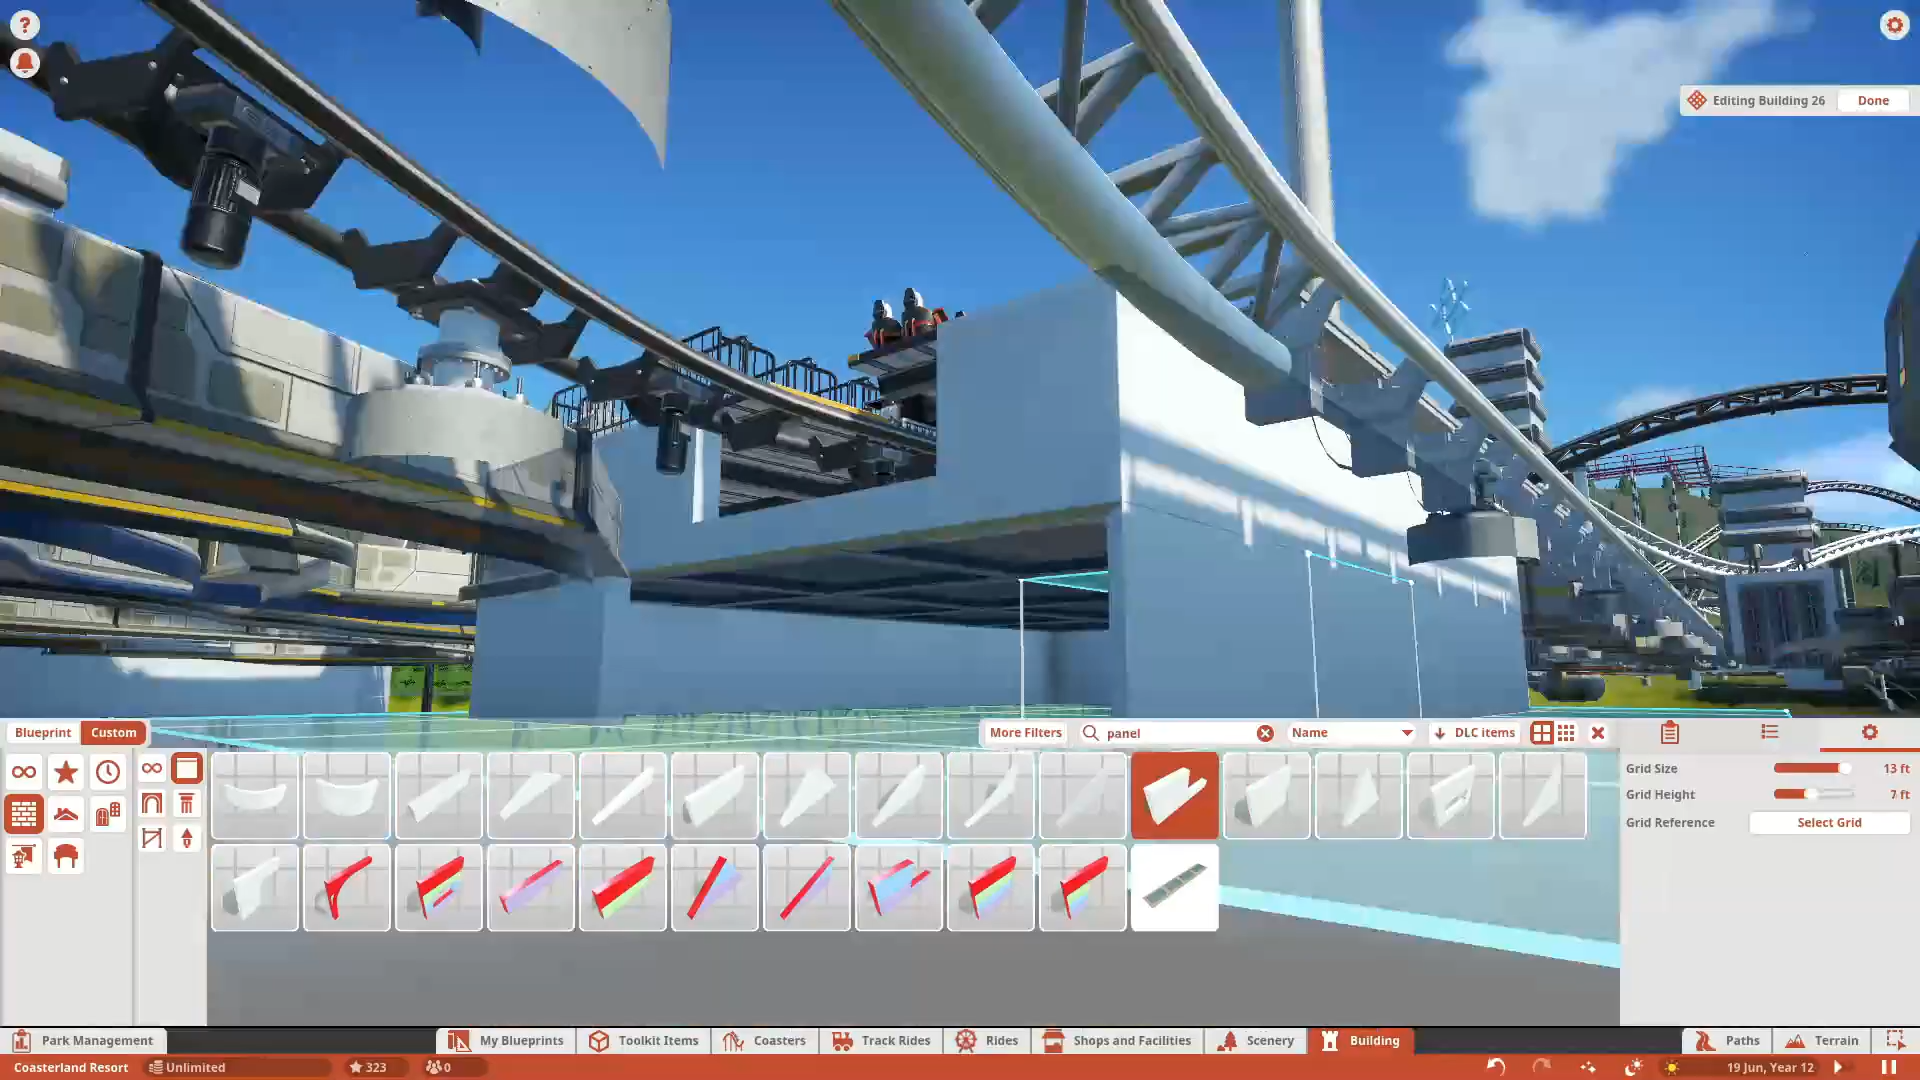 ?
Editing Building 26 Done
Blueprint Custom
More Filters panel Name DLC items
Grid Size 13 ft
Grid Height 7 ft
Grid Reference Select Grid
Park Management My Blueprints Toolkit Items Coasters Track Rides Rides Shops and Facilities Scenery Building Paths Terrain
Coasterland Resort Unlimited 323 0 19 Jun, Year 12